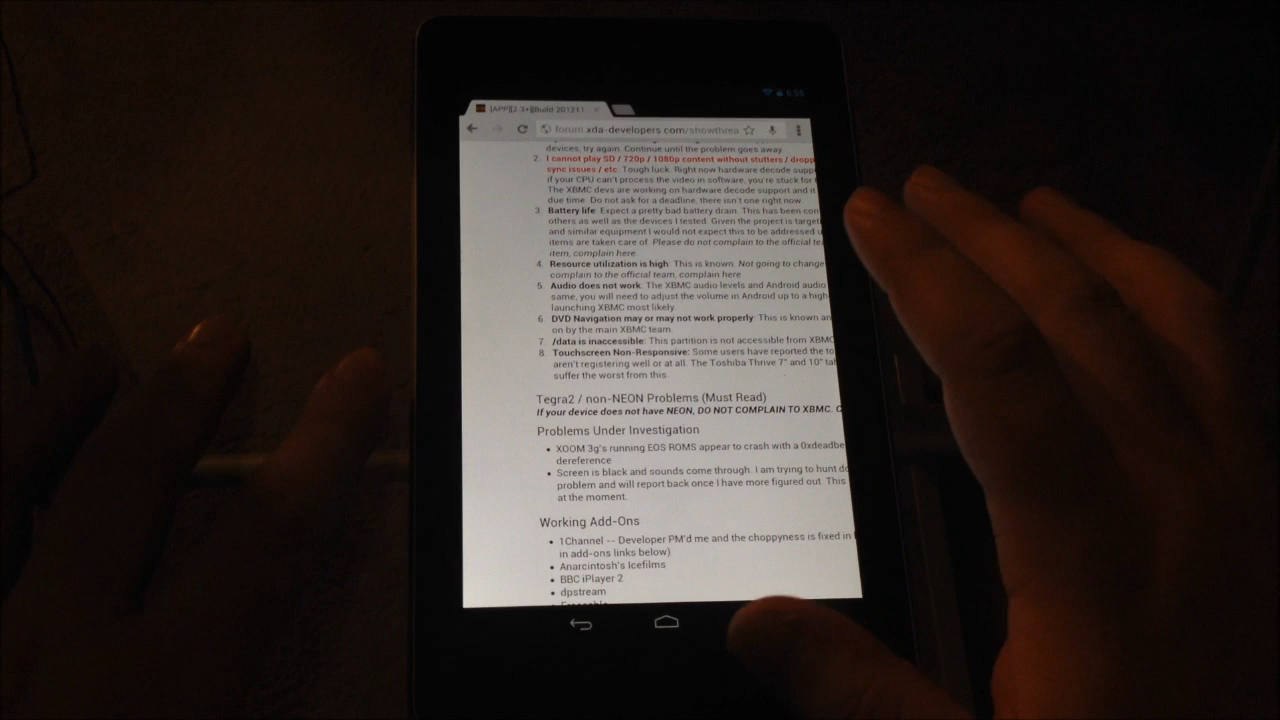 6:55
[APP][2.3+][Build 201211
forum.xda-developers.com/showthrea
devices, try again. Continue until the problem goes away
2. I cannot play SD / 720p / 1080p content without stutters / dropp
sync issues / etc: Tough luck. Right now hardware decode supp
if your CPU can't process the video in software, you're stuck for
The XBMC devs are working on hardware decode support and it
due time. Do not ask for a deadline, there isn't one right now.
3. Battery life: Expect a pretty bad battery drain. This has been con
others as well as the devices I tested. Given the project is target
and similar equipment I would not expect this to be addressed u
items are taken care of. Please do not complain to the official te
item, complain here.
4. Resource utilization is high: This is known. Not going to change
complain to the official team, complain here
5. Audio does not work: The XBMC audio levels and Android audio
same, you will need to adjust the volume in Android up to a high
launching XBMC most likely.
6. DVD Navigation may or may not work properly: This is known an
on by the main XBMC team.
7. /data is inaccessible: This partition is not accessible from XBMC
8. Touchscreen Non-Responsive: Some users have reported the to
aren't registering well or at all. The Toshiba Thrive 7" and 10" tab
suffer the worst from this.
Tegra2 / non-NEON Problems (Must Read)
If your device does not have NEON, DO NOT COMPLAIN TO XBMC. C
Problems Under Investigation
• XOOM 3g's running EOS ROMS appear to crash with a 0xdeadbe
dereference
• Screen is black and sounds come through. I am trying to hunt do
problem and will report back once I have more figured out. This
at the moment.
Working Add-Ons
• 1Channel -- Developer PM'd me and the choppyness is fixed in
in add-ons links below)
• Anarcintosh's Icefilms
• BBC iPlayer 2
• dpstream